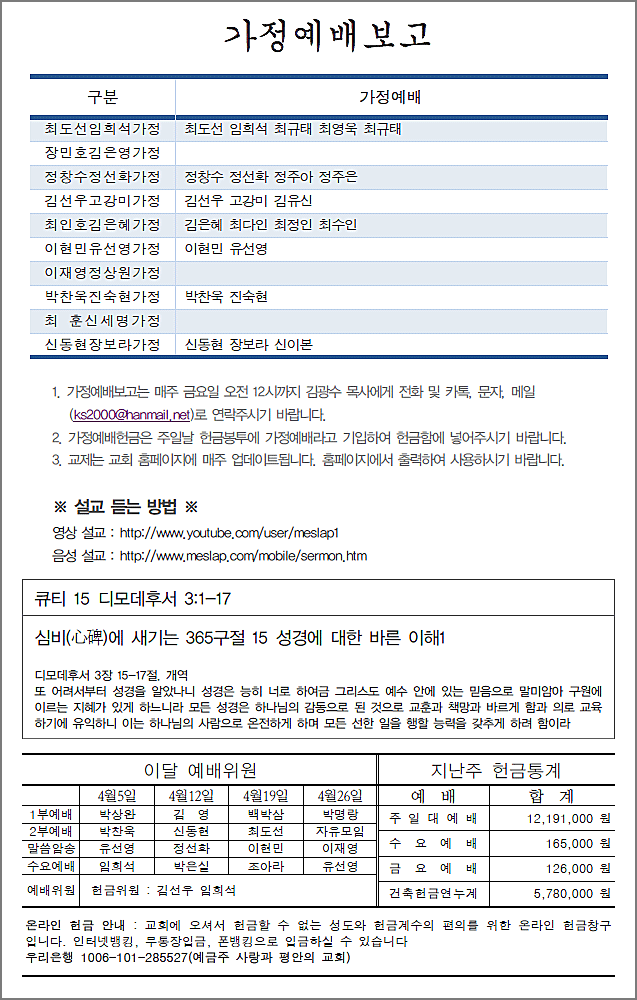 가정예배보고
구분 가정예배
최도선임희석가정 최도선 임희석 최규태 최영욱 최규태
장민호김은영가정
정창수정선화가정 정창수 정선화 정주아 정주은
김선우고강미가정 김선우 고강미 김유신
최인호김은혜가정 김은혜 최다인 최정인 최수인
이현민유선영가정 이현민 유선영
이재영정상원가정
박찬욱진숙현가정 박찬욱 진숙현
최 훈신세명가정
신동현장보라가정 신동현 장보라 신이본
1. 가정예배보고는 매주 금요일 오전 12시까지 김광수 목사에게 전화 및 카톡, 문자, 메일
(ks2000@hanmail.net)로 연락주시기 바랍니다.
2. 가정예배헌금은 주일날 헌금봉투에 가정예배라고 기입하여 헌금함에 넣어주시기 바랍니다.
3. 교제는 교회 홈페이지에 매주 업데이트됩니다. 홈페이지에서 출력하여 사용하시기 바랍니다.
※ 설교 듣는 방법 ※
영상 설교 : http://www.youtube.com/user/meslap1
음성 설교 : http://www.meslap.com/mobile/sermon.htm
큐티 15 디모데후서 3:1-17
심비(心碑)에 새기는 365구절 15 성경에 대한 바른 이해1
디모데후서 3장 15-17절, 개역
또 어려서부터 성경을 알았나니 성경은 능히 너로 하여금 그리스도 예수 안에 있는 믿음으로 말미암아 구원에
이르는 지혜가 있게 하느니라 모든 성경은 하나님의 감동으로 된 것으로 교훈과 책망과 바르게 함과 의로 교육
하기에 유익하니 이는 하나님의 사람으로 온전하게 하며 모든 선한 일을 행할 능력을 갖추게 하려 함이라
이달 예배위원
4월5일 4월12일 4월19일 4월26일
1부예배 박상완 김 영 백박삼 박명랑
2부예배 박찬욱 신동현 최도선 자유모임
말씀암송 유선영 정선화 이현민 이재영
수요예배 임희석 박은실 조아라 유선영
예배위원 헌금위원 : 김선우 임희석
지난주 헌금통계
예 배 합 계
주일대예배 12,191,000 원
수 요 예 배 165,000 원
금 요 예 배 126,000 원
건축헌금연누계 5,780,000 원
온라인 헌금 안내 : 교회에 오셔서 헌금할 수 없는 성도와 헌금계수의 편의를 위한 온라인 헌금창구
입니다. 인터넷뱅킹, 무통장입금, 폰뱅킹으로 입금하실 수 있습니다
우리은행 1006-101-285527(예금주 사랑과 평안의 교회)